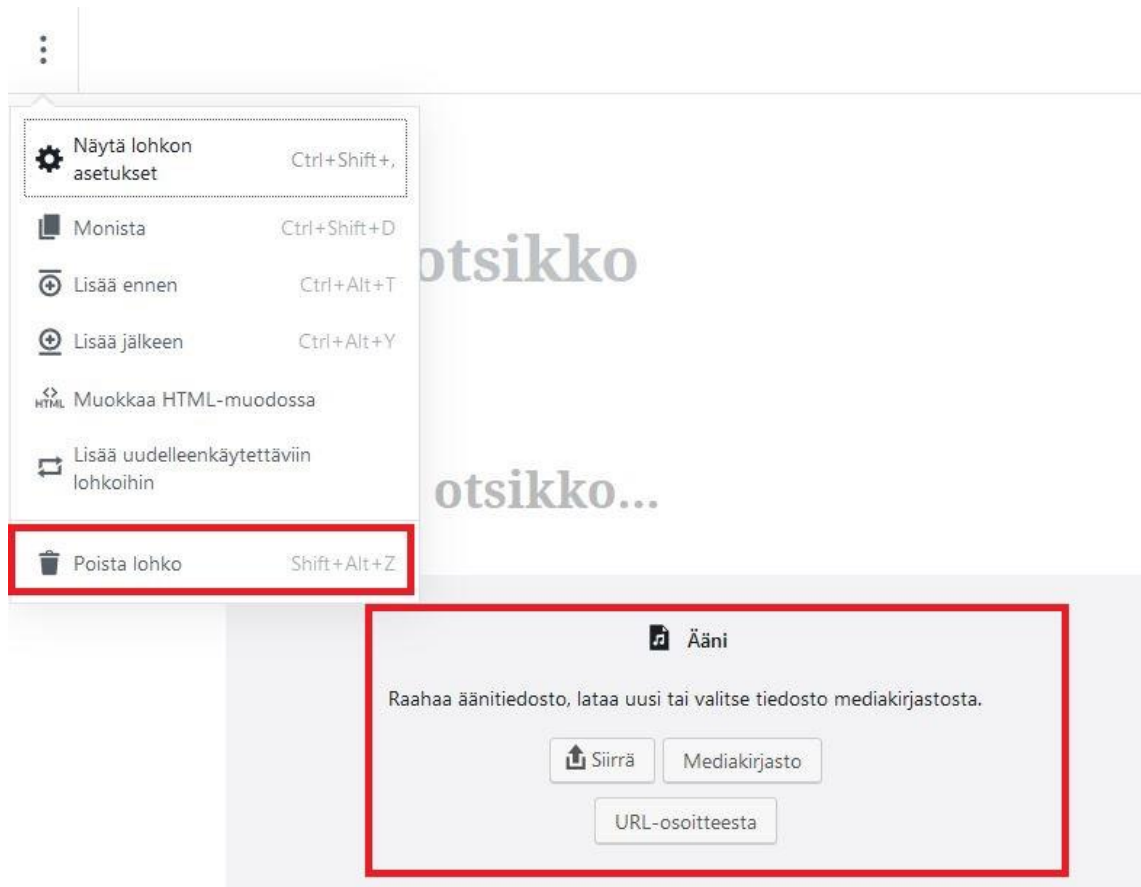 Näytä lohkon
asetukset
Ctrl+Shift+,
Monista Ctrl+Shift+D
Lisää ennen Ctrl+Alt+T
Lisää jälkeen Ctrl+Alt+Y
HTML Muokkaa HTML-muodossa
Lisää uudelleenkäytettäviin
lohkoihin
Poista lohko Shift+Alt+Z
otsikko
otsikko...
Ääni
Raahaa äänitiedosto, lataa uusi tai valitse tiedosto mediakirjastosta.
Siirrä Mediakirjasto
URL-osoitteesta